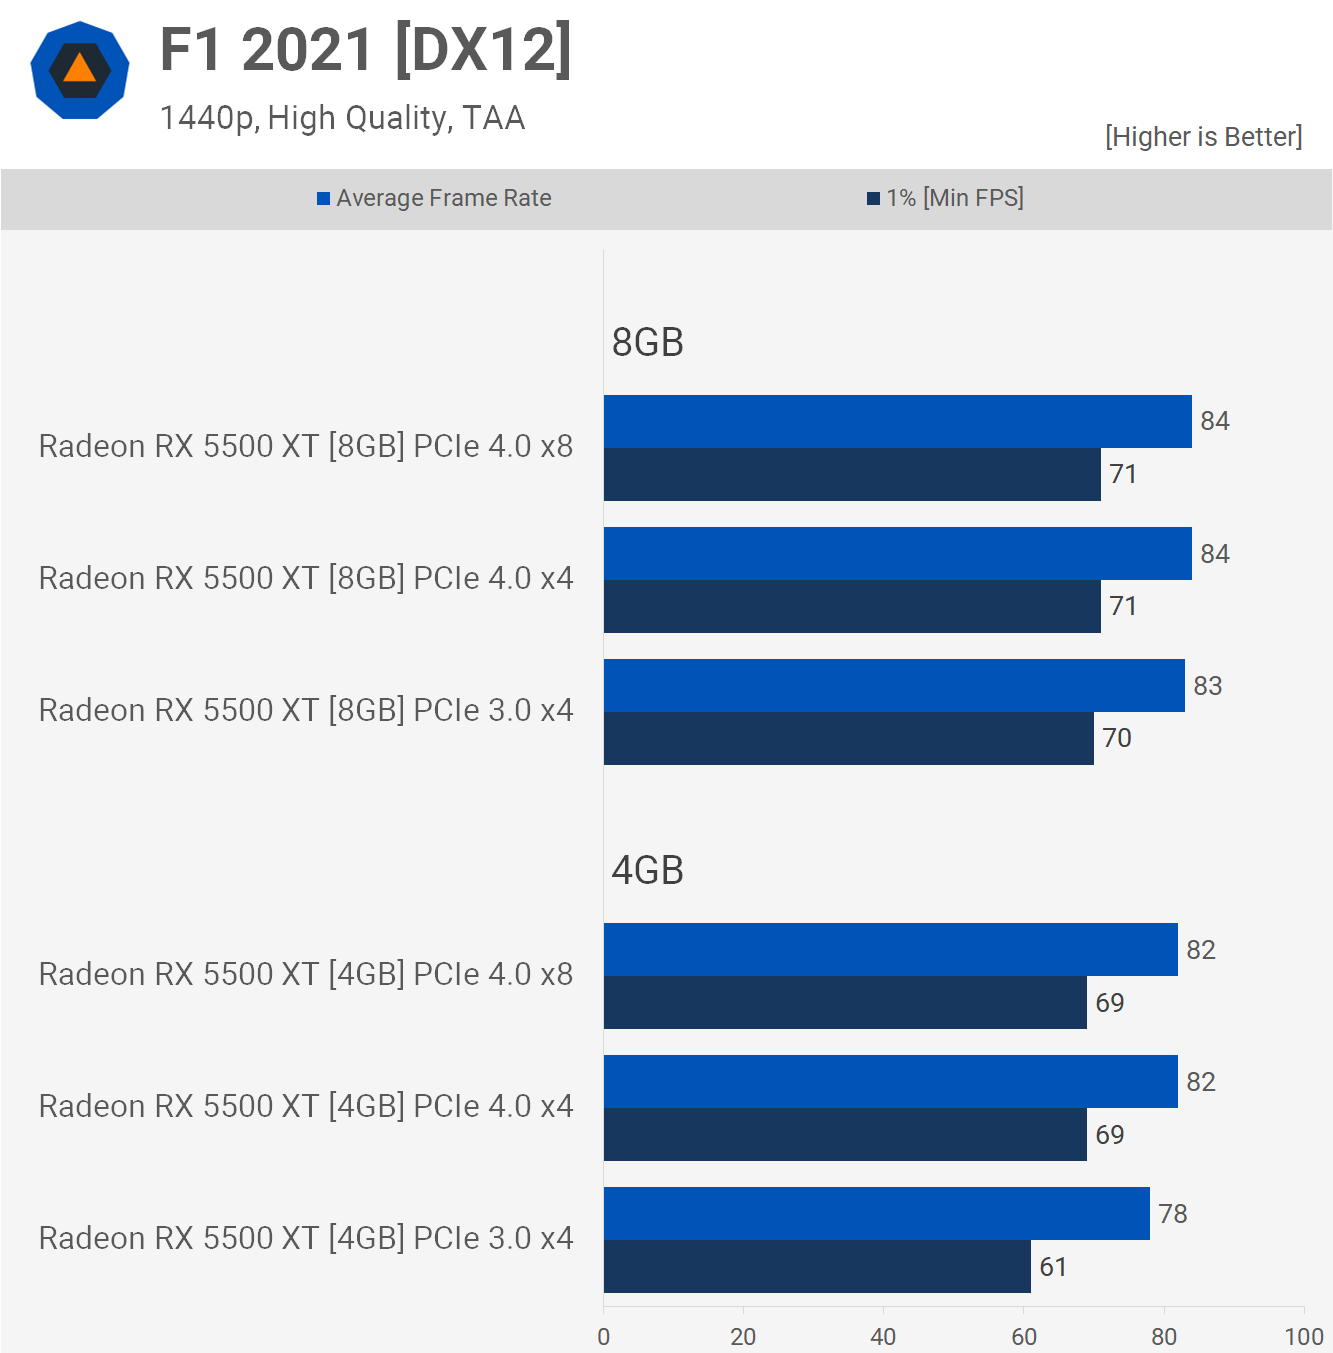 F1 2021 [DX12]
1440p, High Quality, TAA
[Higher is Better]
Average Frame Rate
1% [Min FPS]
8GB
Radeon RX 5500 XT [8GB] PCIe 4.0 x8
84
71
Radeon RX 5500 XT [8GB] PCIe 4.0 x4
84
71
Radeon RX 5500 XT [8GB] PCIe 3.0 x4
83
70
4GB
Radeon RX 5500 XT [4GB] PCIe 4.0 x8
82
69
Radeon RX 5500 XT [4GB] PCIe 4.0 x4
82
69
Radeon RX 5500 XT [4GB] PCIe 3.0 x4
78
61
0 20 40 60 80 100